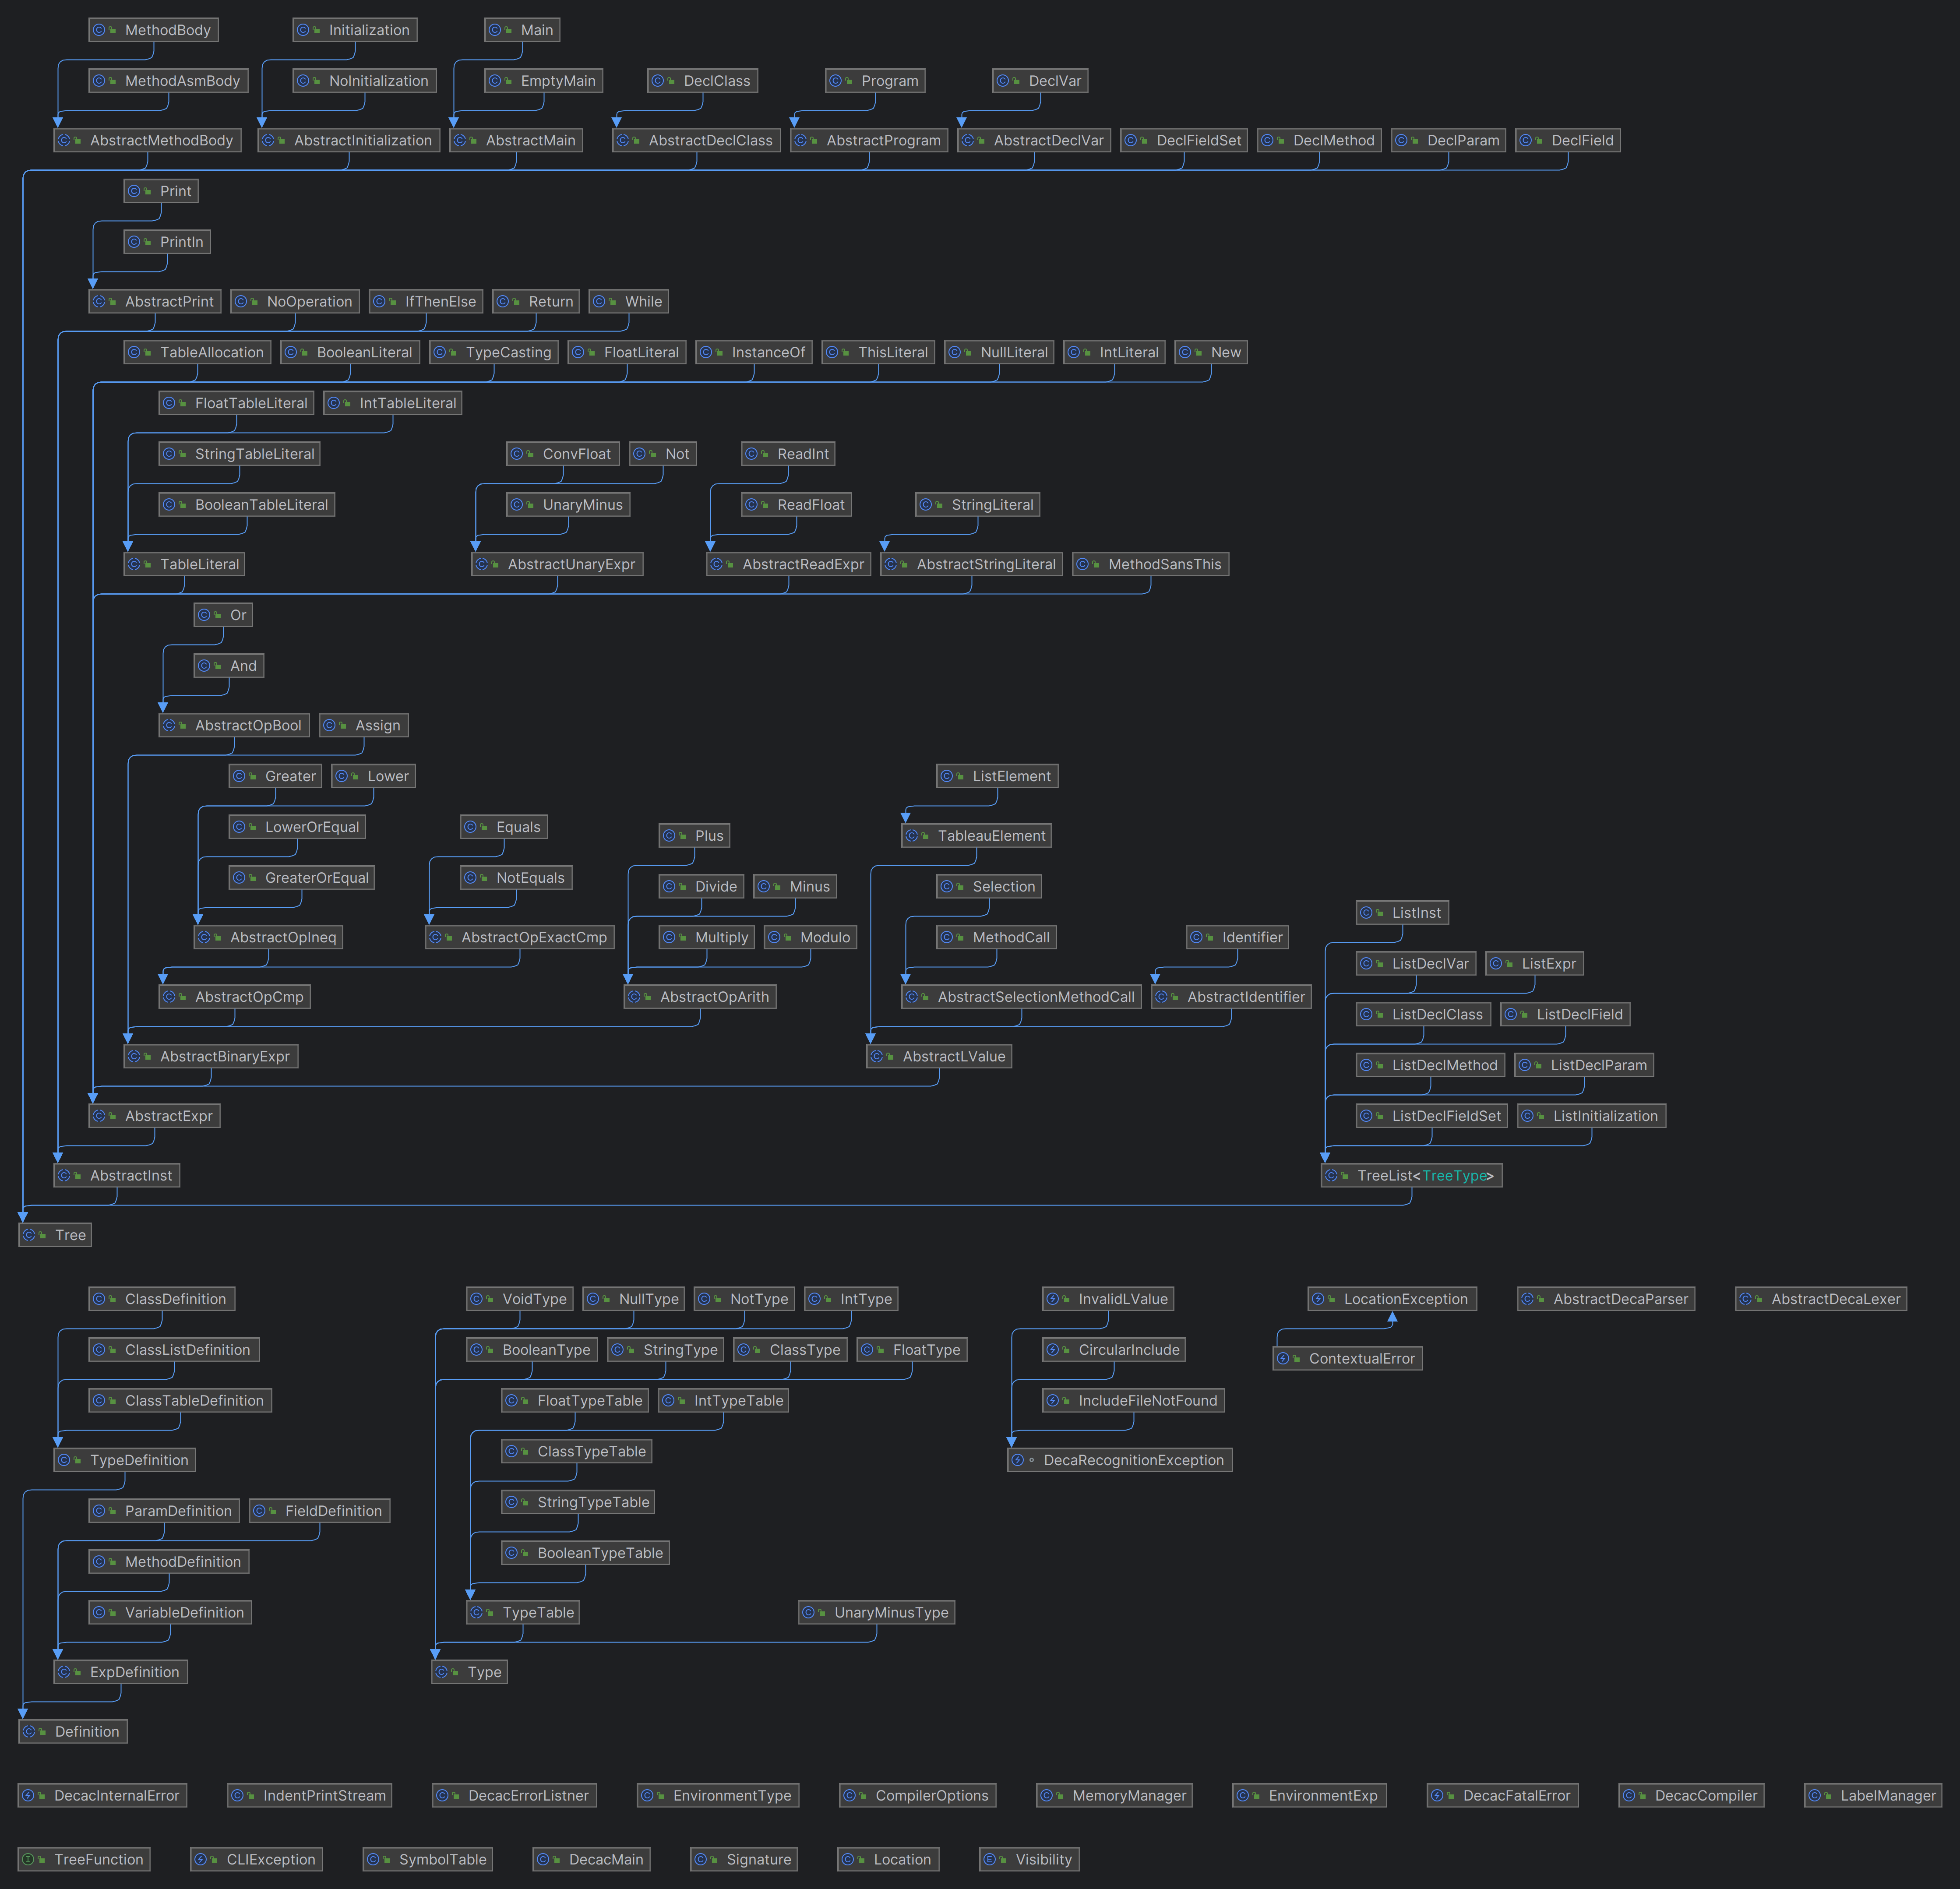 MethodBody Initialization Main
MethodAsmBody NoInitialization EmptyMain DeclClass Program DeclVar
AbstractMethodBody AbstractInitialization AbstractMain AbstractDeclClass AbstractProgram AbstractDeclVar DeclFieldSet DeclMethod DeclParam DeclField
Print
Println
AbstractPrint NoOperation IfThenElse Return While
TableAllocation BooleanLiteral TypeCasting FloatLiteral InstanceOf ThisLiteral NullLiteral IntLiteral New
FloatTableLiteral IntTableLiteral
StringTableLiteral ConvFloat Not ReadInt
BooleanTableLiteral UnaryMinus ReadFloat StringLiteral
TableLiteral AbstractUnaryExpr AbstractReadExpr AbstractStringLiteral MethodSansThis
Or
And
AbstractOpBool Assign
Greater Lower ListElement
LowerOrEqual Equals Plus TableauElement
GreaterOrEqual NotEquals Divide Minus Selection
ListInst
AbstractOpIneq AbstractOpExactCmp Multiply Modulo MethodCall Identifier
ListDeclVar ListExpr
AbstractOpCmp AbstractOpArith AbstractSelectionMethodCall AbstractIdentifier
ListDeclClass ListDeclField
AbstractBinaryExpr AbstractLValue
ListDeclMethod ListDeclParam
AbstractExpr ListDeclFieldSet ListInitialization
AbstractInst TreeList<TreeType>
Tree
ClassDefinition VoidType NullType NotType IntType InvalidLValue LocationException AbstractDecaParser AbstractDecaLexer
ClassListDefinition BooleanType StringType ClassType FloatType CircularInclude ContextualError
ClassTableDefinition FloatTypeTable IntTypeTable IncludeFileNotFound
TypeDefinition ClassTypeTable DecaRecognitionException
ParamDefinition FieldDefinition StringTypeTable
MethodDefinition BooleanTypeTable
VariableDefinition TypeTable UnaryMinusType
ExpDefinition Type
Definition
DecacInternalError IndentPrintStream DecacErrorListner EnvironmentType CompilerOptions MemoryManager EnvironmentExp DecacFatalError DecacCompiler LabelManager
TreeFunction CLIException SymbolTable DecacMain Signature Location Visibility